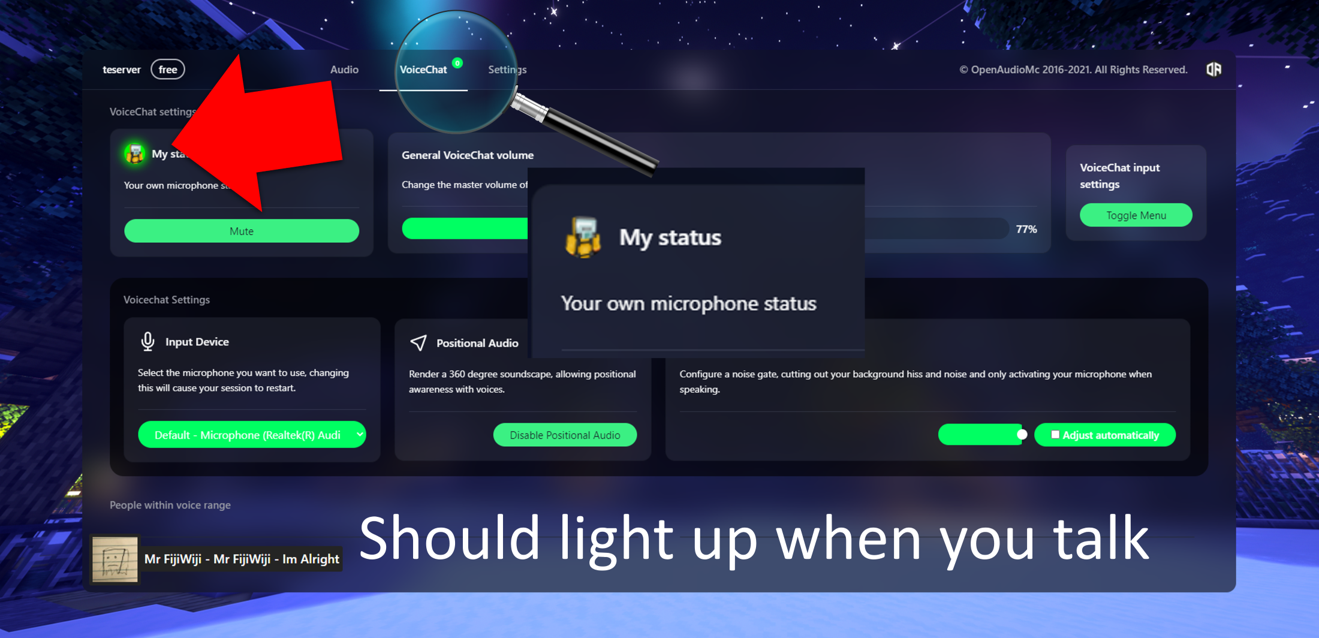 teserver free Audio VoiceChat 0 Settings © OpenAudioMc 2016-2021. All Rights Reserved.
VoiceChat settings
My
Your own microphone
Mute
General VoiceChat volume
Change the master volume of
77%
VoiceChat input
settings
Toggle Menu
My status
Your own microphone status
Voicechat Settings
Input Device
Select the microphone you want to use, changing
this will cause your session to restart.
Default - Microphone (Realtek(R) Audi
Positional Audio
Render a 360 degree soundscape, allowing positional
awareness with voices.
Disable Positional Audio
Configure a noise gate, cutting out your background hiss and noise and only activating your microphone when
speaking.
Adjust automatically
People within voice range
Mr FijiWiji - Mr FijiWiji - Im Alright
Should light up when you talk